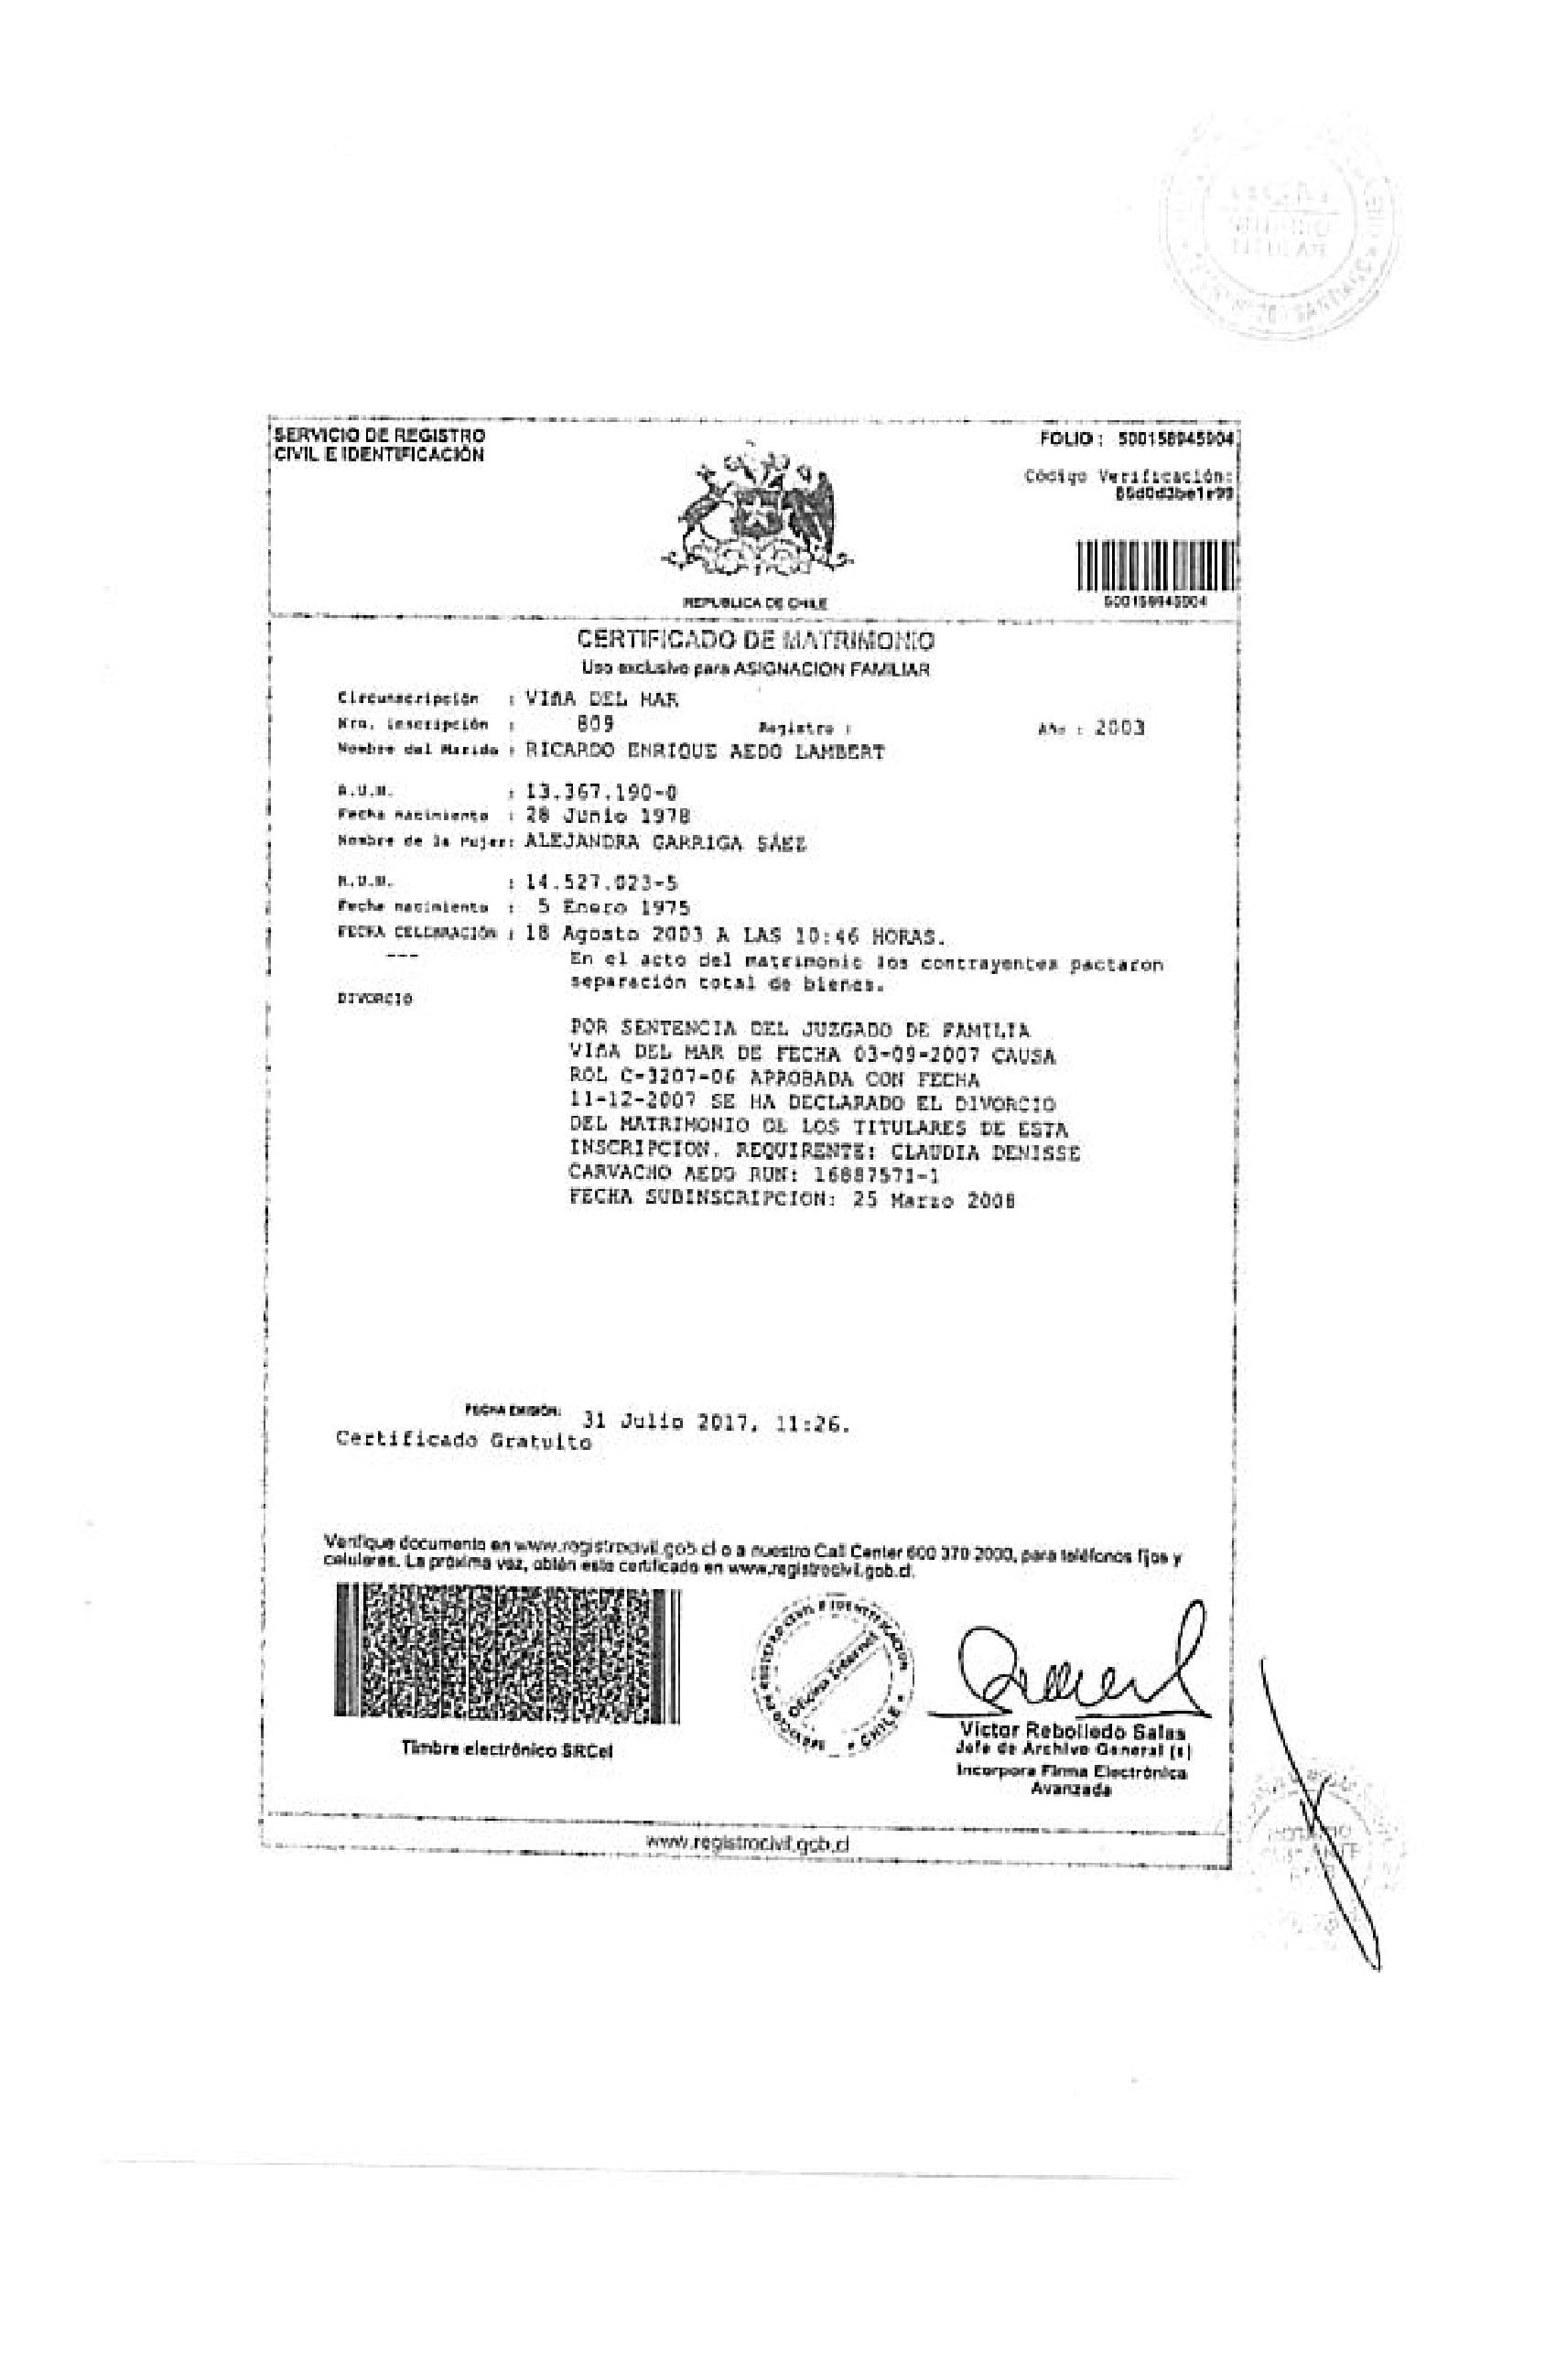 SERVICIO DE REGISTRO
CIVIL E IDENTIFICACIÓN
FOLIO : 500158945904
Código Verificación:
REPUBLICA DE CHILE
500158945904
CERTIFICADO DE MATRIMONIO
Uso exclusivo para ASIGNACION FAMILIAR
Circunscripción : VIÑA DEL MAR
Nro. inscripción : 809 Registro : Año : 2003
Nombre del Marido : RICARDO ENRIQUE AEDO LAMBERT
R.U.N. : 13.367.190-0
Fecha nacimiento : 28 Junio 1978
Nombre de la Mujer: ALEJANDRA GARRIGA SÁEZ
R.U.N. : 14.527.023-5
Fecha nacimiento : 5 Enero 1975
FECHA CELEBRACIÓN : 18 Agosto 2003 A LAS 10:46 HORAS.
--- En el acto del matrimonio los contrayentes pactaron
separación total de bienes.
DIVORCIO
POR SENTENCIA DEL JUZGADO DE FAMILIA
VIÑA DEL MAR DE FECHA 03-09-2007 CAUSA
ROL C-3207-06 APROBADA CON FECHA
11-12-2007 SE HA DECLARADO EL DIVORCIO
DEL MATRIMONIO DE LOS TITULARES DE ESTA
INSCRIPCION. REQUIRENTE: CLAUDIA DENISSE
CARVACHO AEDO RUN: 16887571-1
FECHA SUBINSCRIPCION: 25 Marzo 2008
FECHA EMISIÓN: 31 Julio 2017, 11:26.
Certificado Gratuito
Verifique documento en www.registrocivil.gob.cl o a nuestro Call Center 600 370 2000, para teléfonos fijos y
celulares. La próxima vez, obtén este certificado en www.registrocivil.gob.cl.
SERVICIO DE REGISTRO CIVIL E IDENTIFICACION
Oficina Internet
CHILE
Timbre electrónico SRCeI
Victor Rebolledo Salas
Jefe de Archivo General (s)
Incorpora Firma Electrónica
Avanzada
www.registrocivil.gob.cl